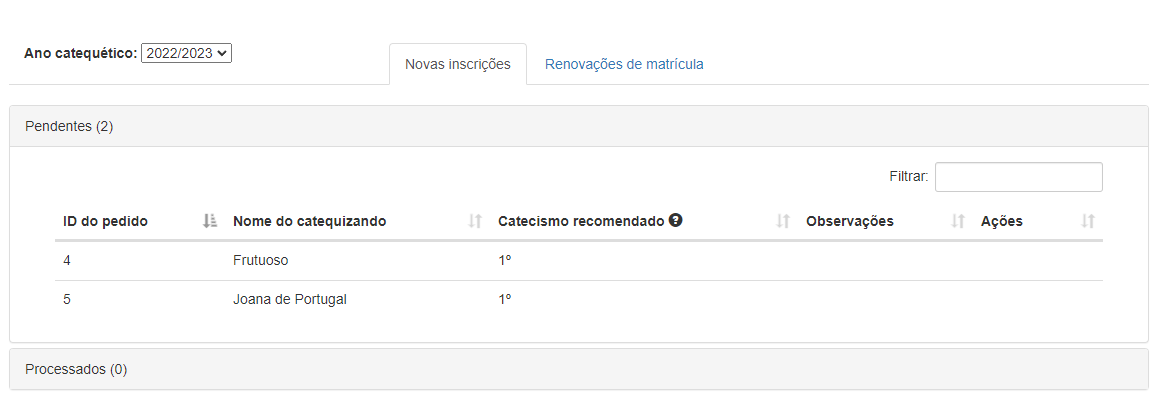 Ano catequético: 2022/2023
Novas inscrições Renovações de matrícula
Pendentes (2)
Filtrar:
ID do pedido Nome do catequizando Catecismo recomendado ? Observações Ações
4 Frutuoso 1º
5 Joana de Portugal 1º
Processados (0)